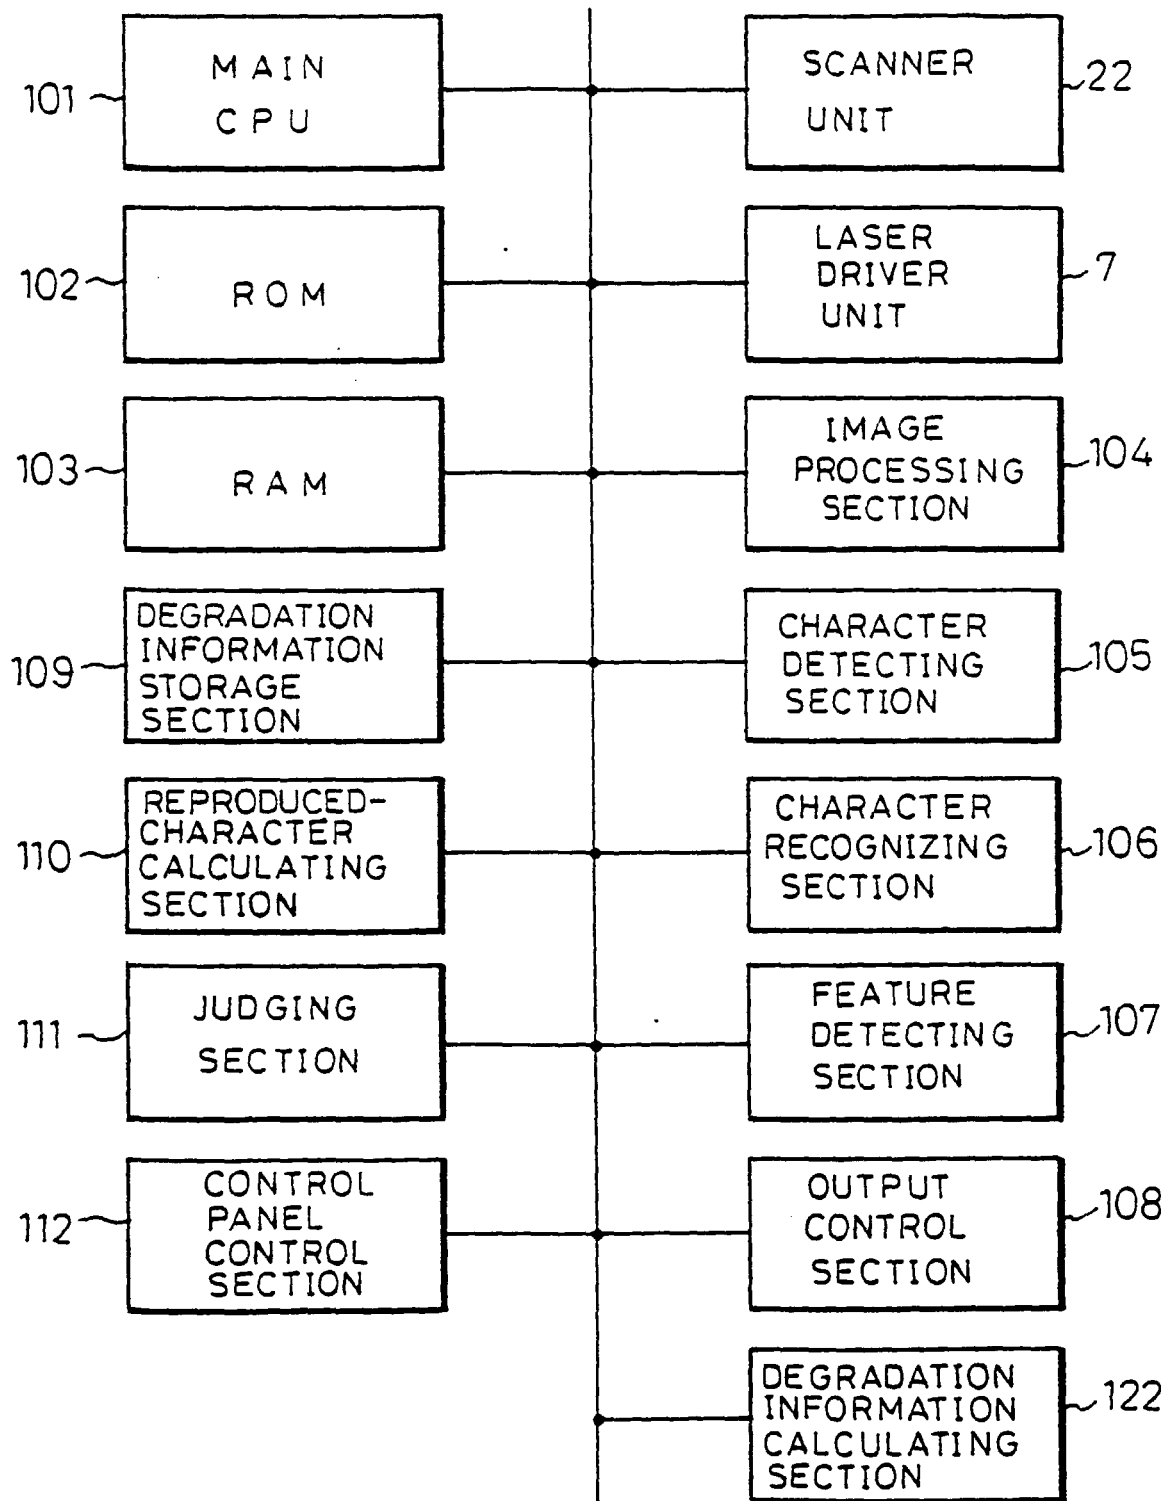 101
MAIN
CPU
SCANNER
UNIT
22
102
ROM
LASER
DRIVER
UNIT
7
103
RAM
IMAGE
PROCESSING
SECTION
104
109
DEGRADATION
INFORMATION
STORAGE
SECTION
CHARACTER
DETECTING
SECTION
105
110
REPRODUCED-
CHARACTER
CALCULATING
SECTION
CHARACTER
RECOGNIZING
SECTION
106
111
JUDGING
SECTION
FEATURE
DETECTING
SECTION
107
112
CONTROL
PANEL
CONTROL
SECTION
OUTPUT
CONTROL
SECTION
108
DEGRADATION
INFORMATION
CALCULATING
SECTION
122